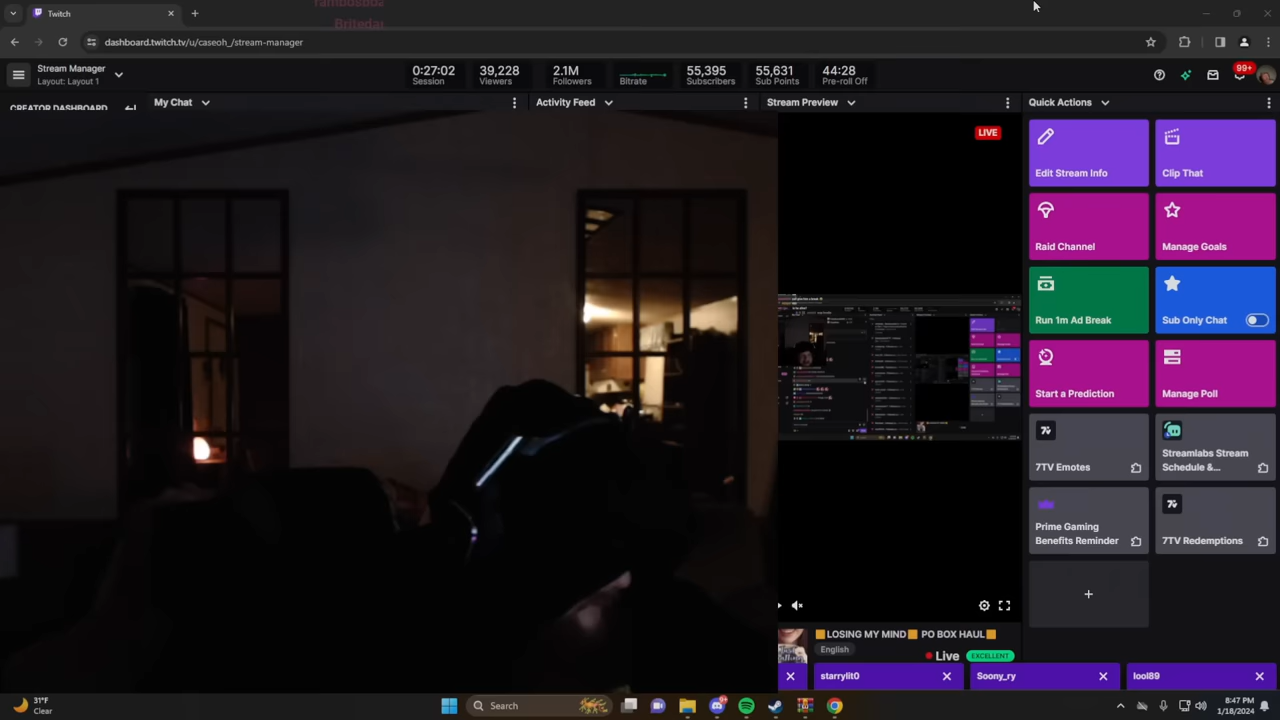 rambosoba
Britedar
Twitch
dashboard.twitch.tv/u/caseoh_/stream-manager
Stream Manager
Layout: Layout 1
0:27:02
Session
39,228
Viewers
2.1M
Followers
Bitrate
55,395
Subscribers
55,631
Sub Points
44:28
Pre-roll Off
99+
CREATOR DASHBOARD
My Chat
Activity Feed
Stream Preview
Quick Actions
LIVE
Edit Stream Info
Clip That
Raid Channel
Manage Goals
Run 1m Ad Break
Sub Only Chat
Start a Prediction
Manage Poll
7TV Emotes
Streamlabs Stream
Schedule &...
Prime Gaming
Benefits Reminder
7TV Redemptions
🟧LOSING MY MIND🟧 PO BOX HAUL🟧
English
Live
EXCELLENT
starrylit0
Soony_ry
lool89
31°F
Clear
Search
8:47 PM
1/18/2024